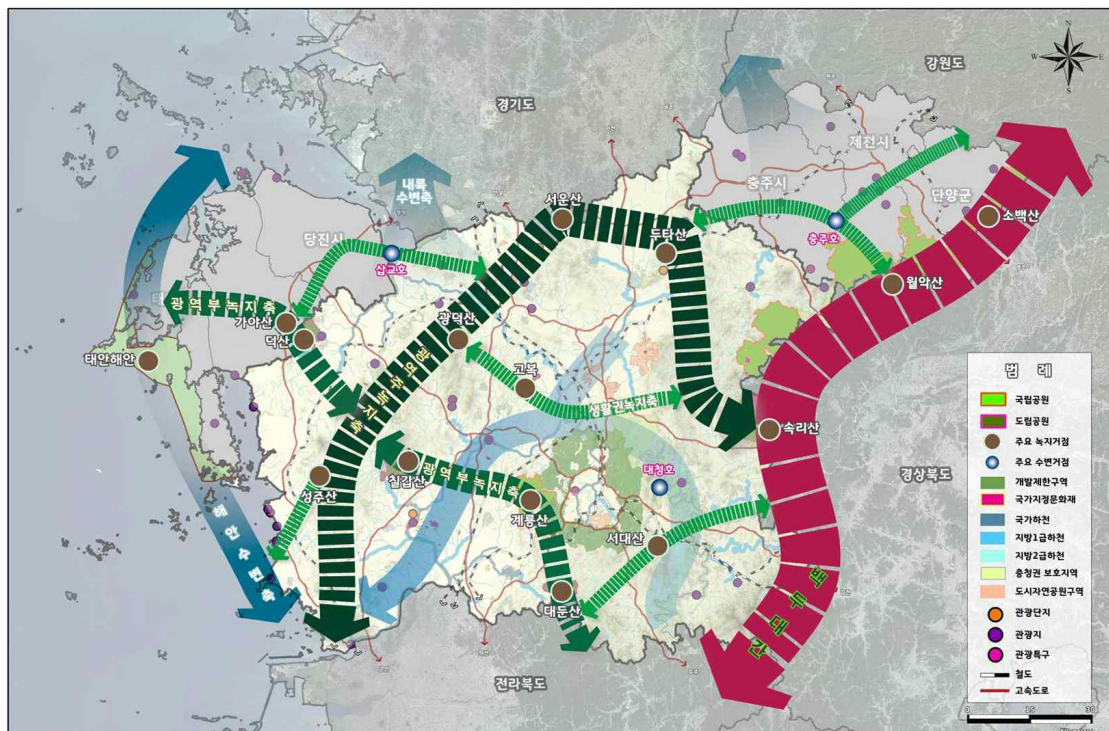 N
W
E
S
강원도
경기도
제천시
충주시
단양군
내륙
수변축
서운산
소백산
두타산
충주호
당진시
삽교호
월악산
광역부녹지축
가야산
덕산
광덕산
태안해안
광역주녹지축
고복
생활권녹지축
속리산
칠갑산
광역부녹지축
대청호
경상북도
성주산
계룡산
서대산
해안수변축
대둔산
백두대간
전라북도
범 례
국립공원
도립공원
주요 녹지거점
주요 수변거점
개발제한구역
국가지정문화재
국가하천
지방1급하천
지방2급하천
충청권 보호지역
도시자연공원구역
관광단지
관광지
관광특구
철도
고속도로
0 15 30